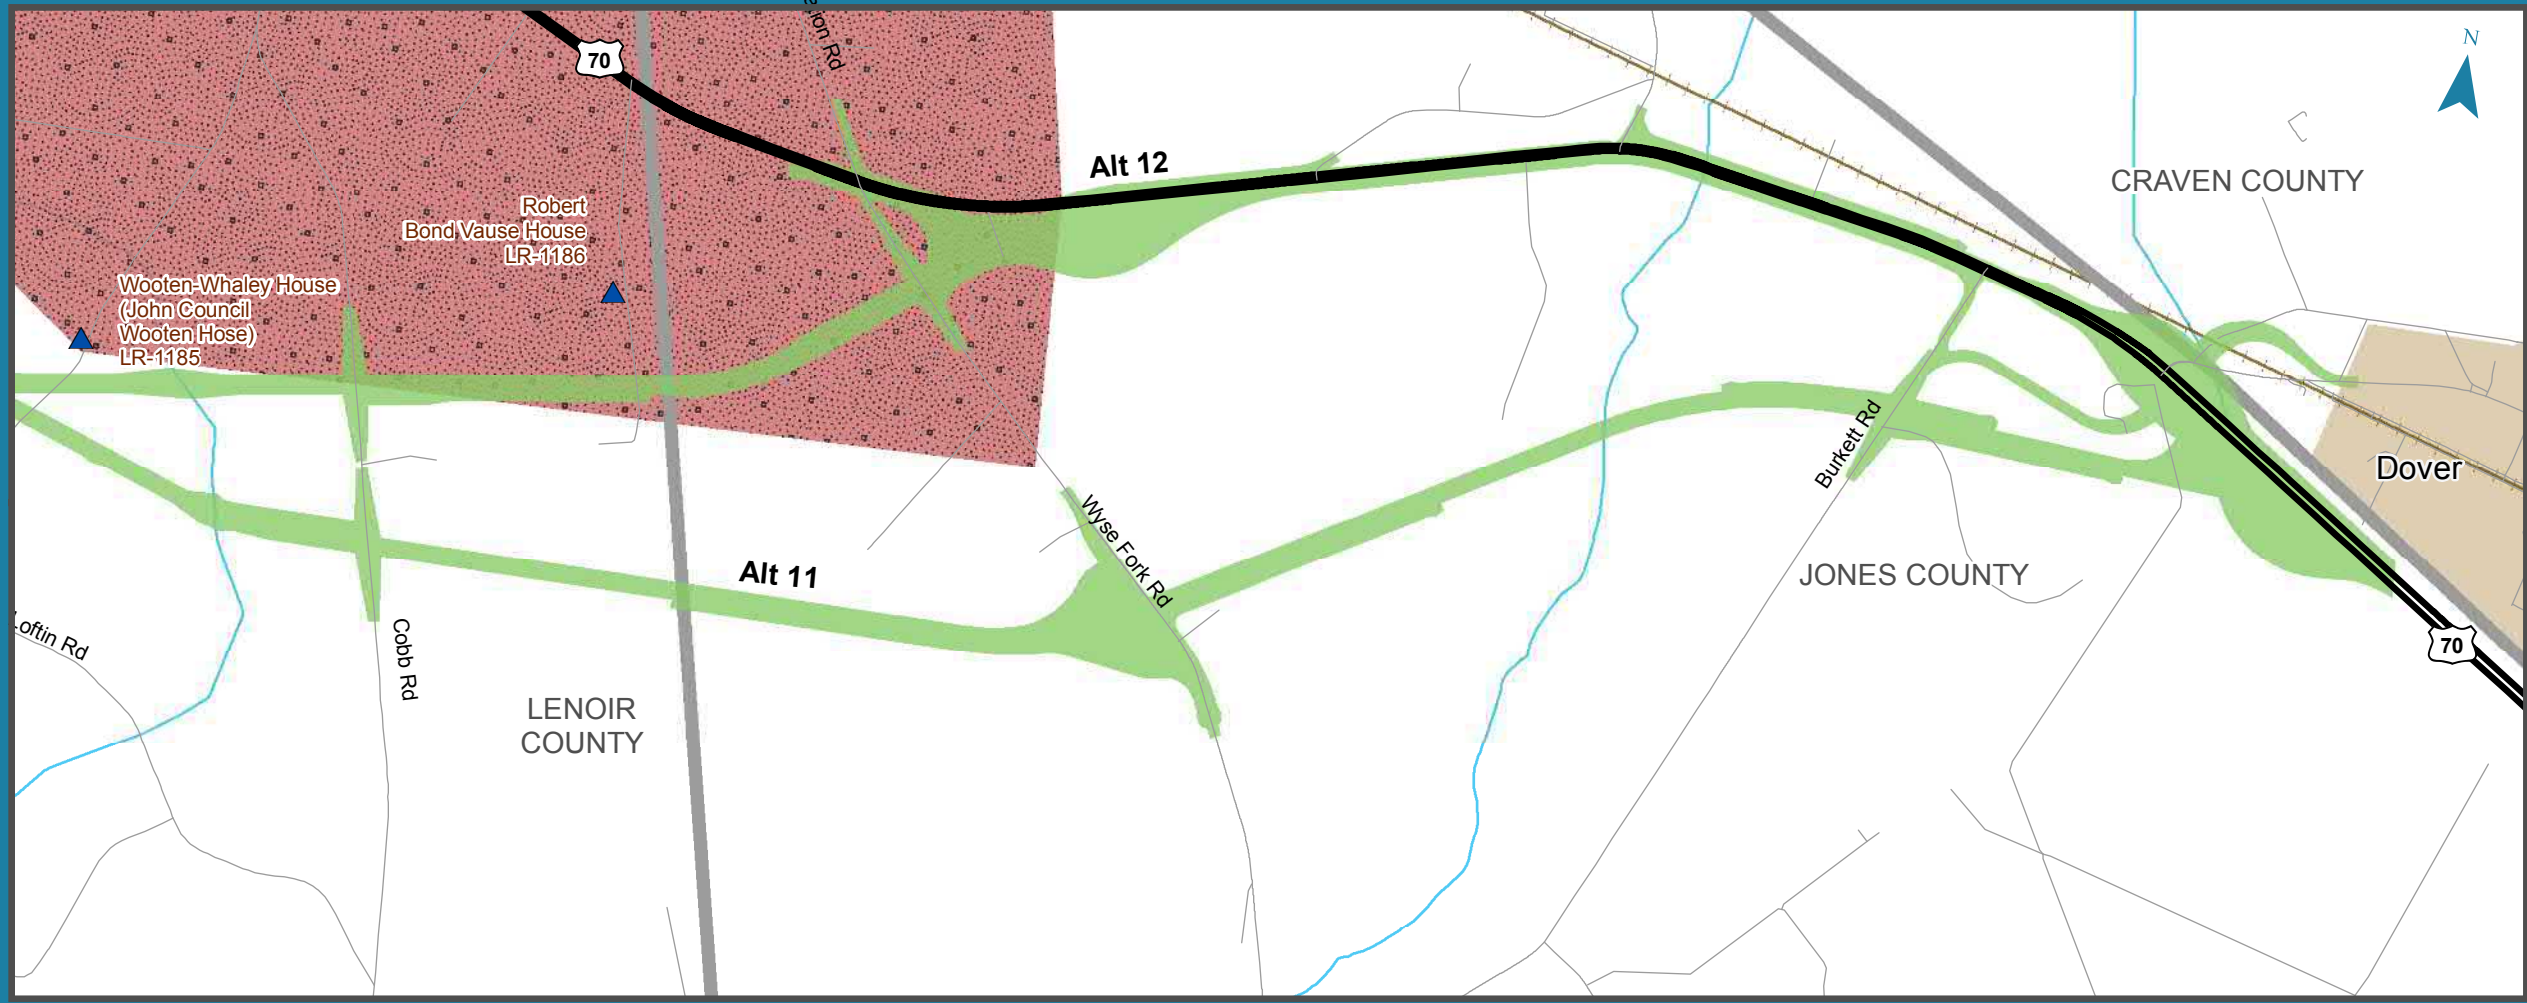 70
N
Alt 12
CRAVEN COUNTY
Robert
Bond Vause House
LR-1186
Wooten-Whaley House
(John Council
Wooten Hose)
LR-1185
Burkett Rd
Dover
Wyse Fork Rd
Alt 11
JONES COUNTY
Loftin Rd
Cobb Rd
70
LENOIR
COUNTY